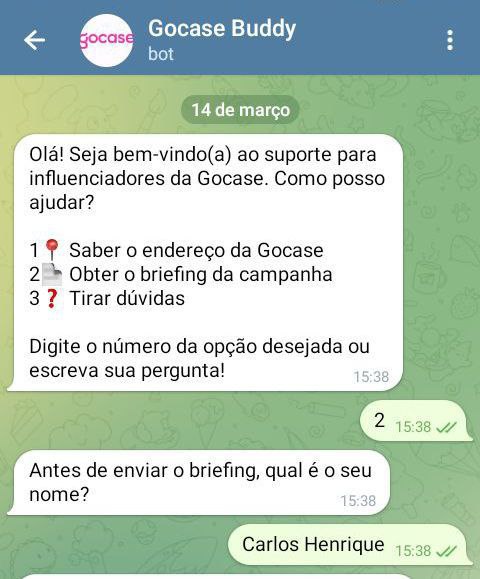 gocase
Gocase Buddy
bot
14 de março
Olá! Seja bem-vindo(a) ao suporte para
influenciadores da Gocase. Como posso
ajudar?
1📍 Saber o endereço da Gocase
2📄 Obter o briefing da campanha
3❓ Tirar dúvidas
Digite o número da opção desejada ou
escreva sua pergunta!
15:38
2 15:38
Antes de enviar o briefing, qual é o seu
nome?
15:38
Carlos Henrique 15:38